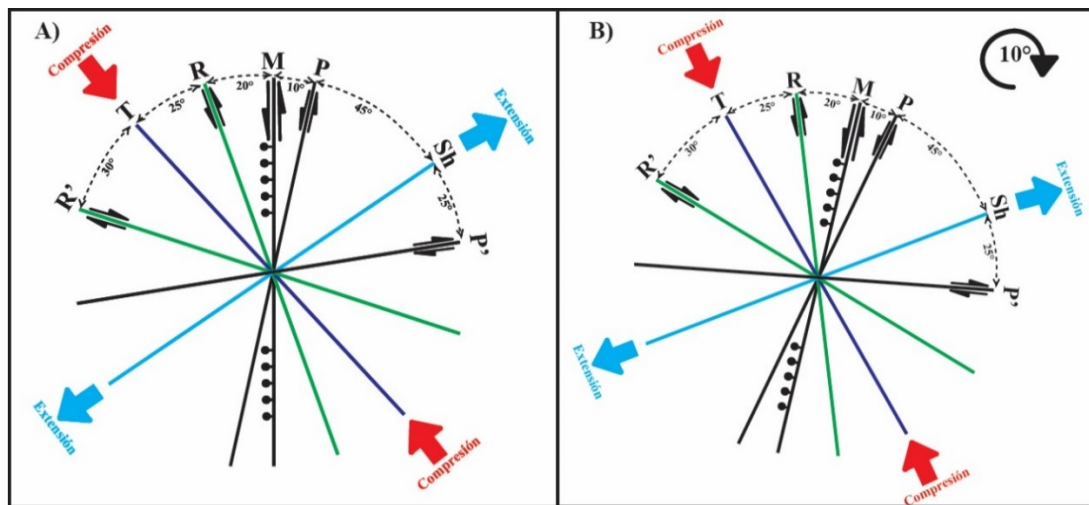 A)
Compresión
T
25°
R
20°
M
10°
P
45°
Extensión
Sh
25°
P'
30°
R'
Extensión
Compresión
B)
Compresión
10°
T
25°
R
20°
M
10°
P
45°
Extensión
Sh
25°
P'
30°
R'
Extensión
Compresión